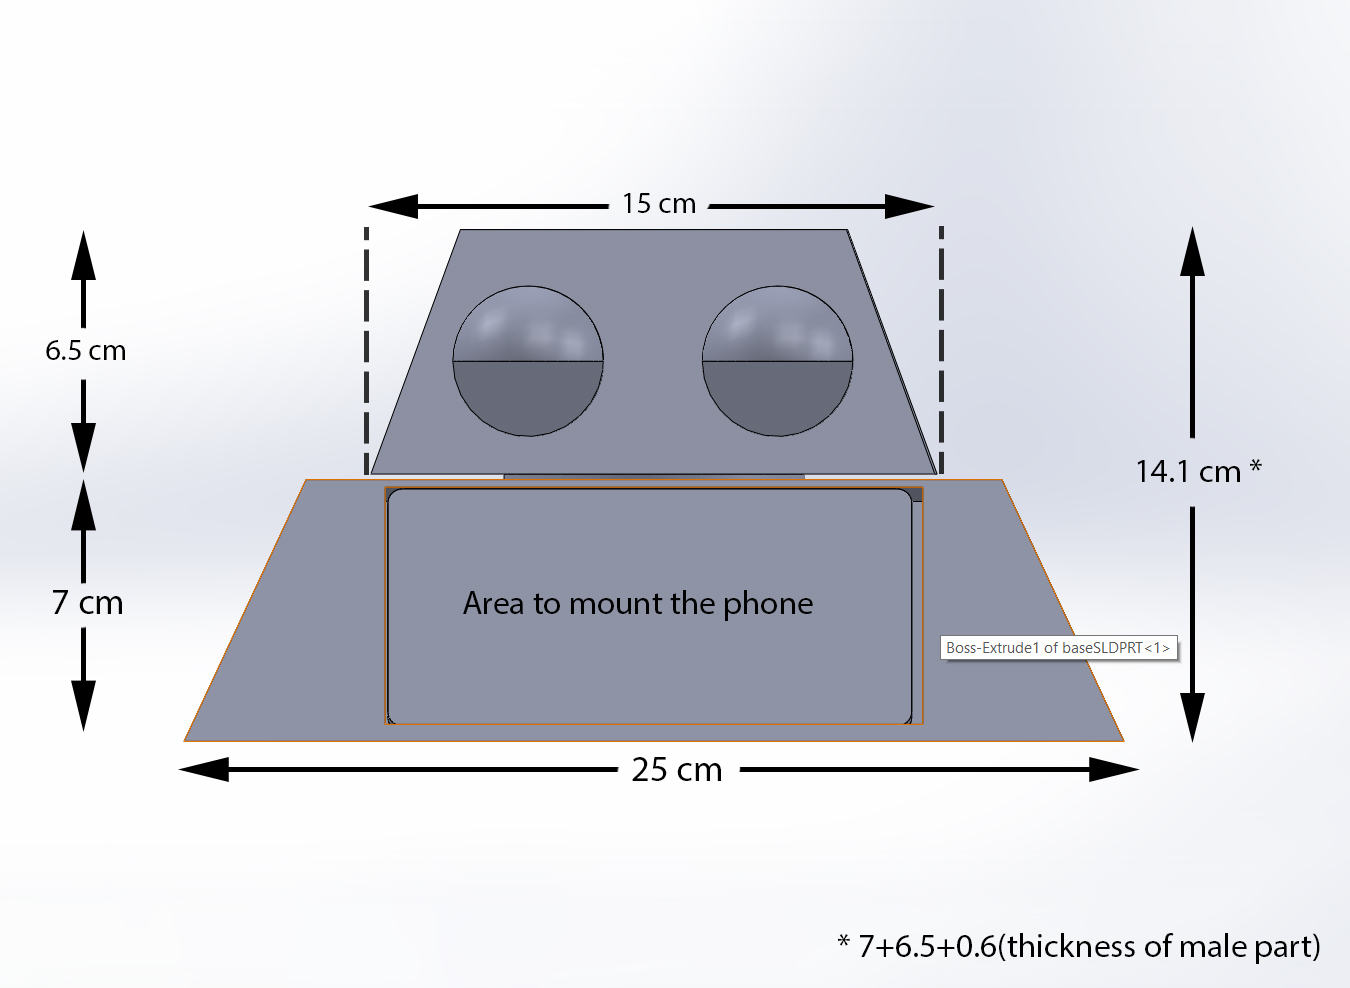 15 cm
6.5 cm
14.1 cm *
7 cm
Area to mount the phone
Boss-Extrude1 of baseSLDPRT<1>
25 cm
* 7+6.5+0.6(thickness of male part)